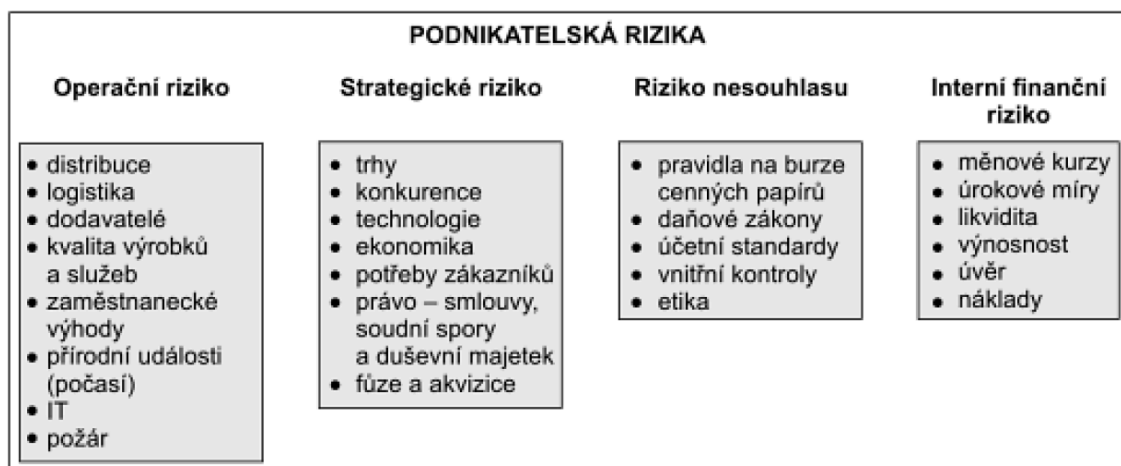 PODNIKATELSKÁ RIZIKA
Operační riziko
• distribuce
• logistika
• dodavatelé
• kvalita výrobků
a služeb
• zaměstnanecké
výhody
• přírodní události
(počasí)
• IT
• požár
Strategické riziko
• trhy
• konkurence
• technologie
• ekonomika
• potřeby zákazníků
• právo – smlouvy,
soudní spory
a duševní majetek
• fůze a akvizice
Riziko nesouhlasu
• pravidla na burze
cenných papírů
• daňové zákony
• účetní standardy
• vnitřní kontroly
• etika
Interní finanční
riziko
• měnové kurzy
• úrokové míry
• likvidita
• výnosnost
• úvěr
• náklady